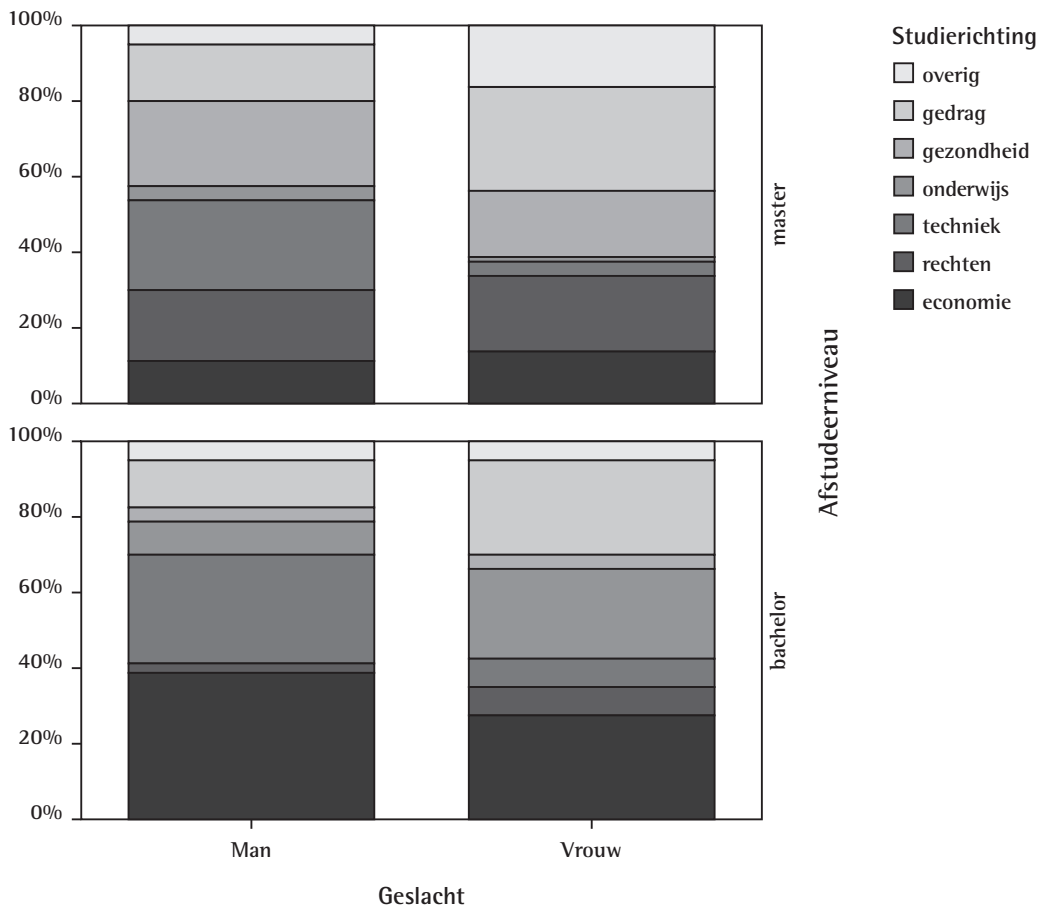 100%
80%
60%
40%
20%
0%
master
100%
80%
60%
40%
20%
0%
bachelor
Man
Vrouw
Geslacht
Afstudeerniveau
Studierichting
overig
gedrag
gezondheid
onderwijs
techniek
rechten
economie